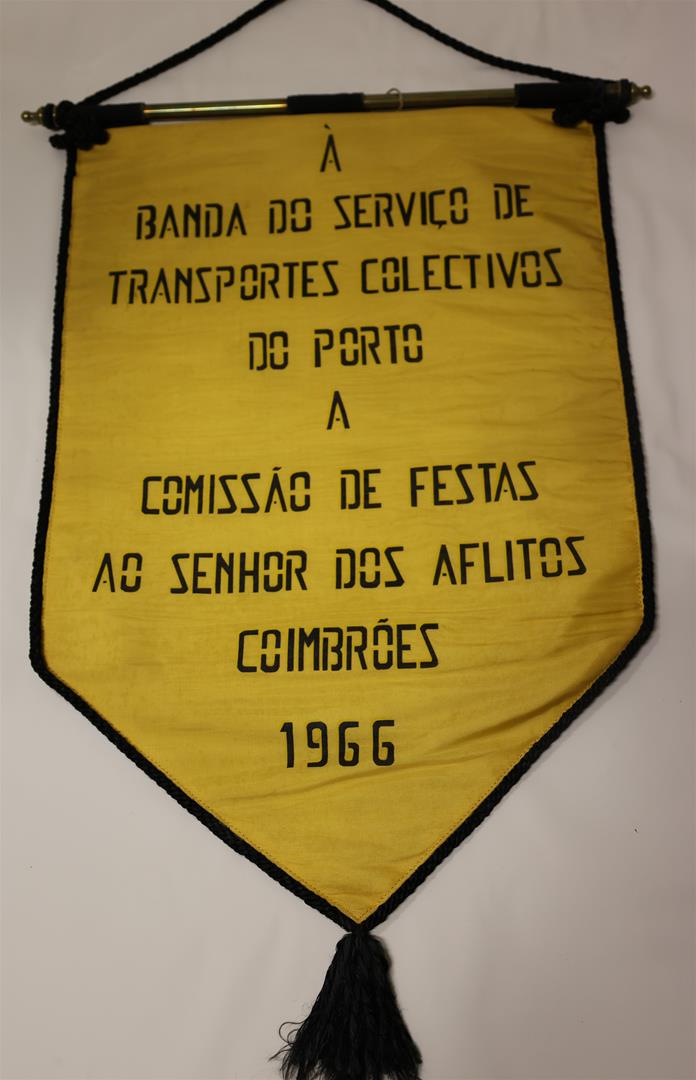 À
BANDA DO SERVIÇO DE
TRANSPORTES COLECTIVOS
DO PORTO
A
COMISSÃO DE FESTAS
AO SENHOR DOS AFLITOS
COIMBRÕES
1966